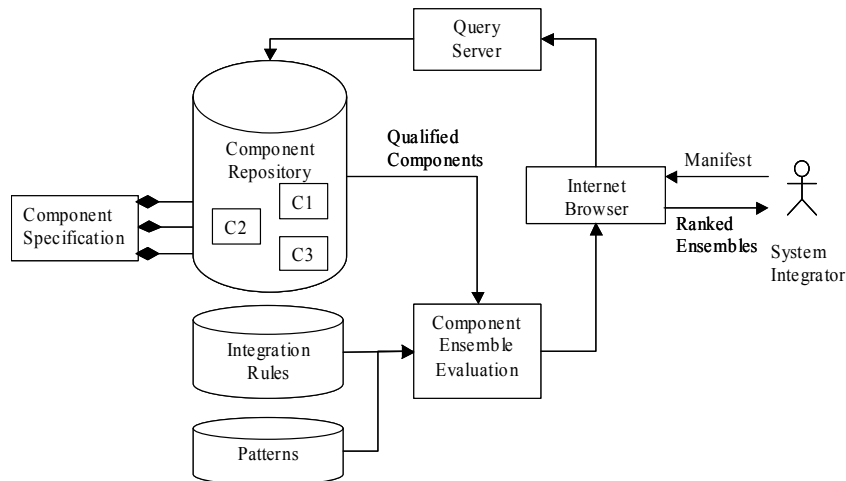 Query
Server
Qualified
Components
Component
Repository
C1
C2
C3
Component
Specification
Internet
Browser
Manifest
Ranked
Ensembles
System
Integrator
Integration
Rules
Component
Ensemble
Evaluation
Patterns